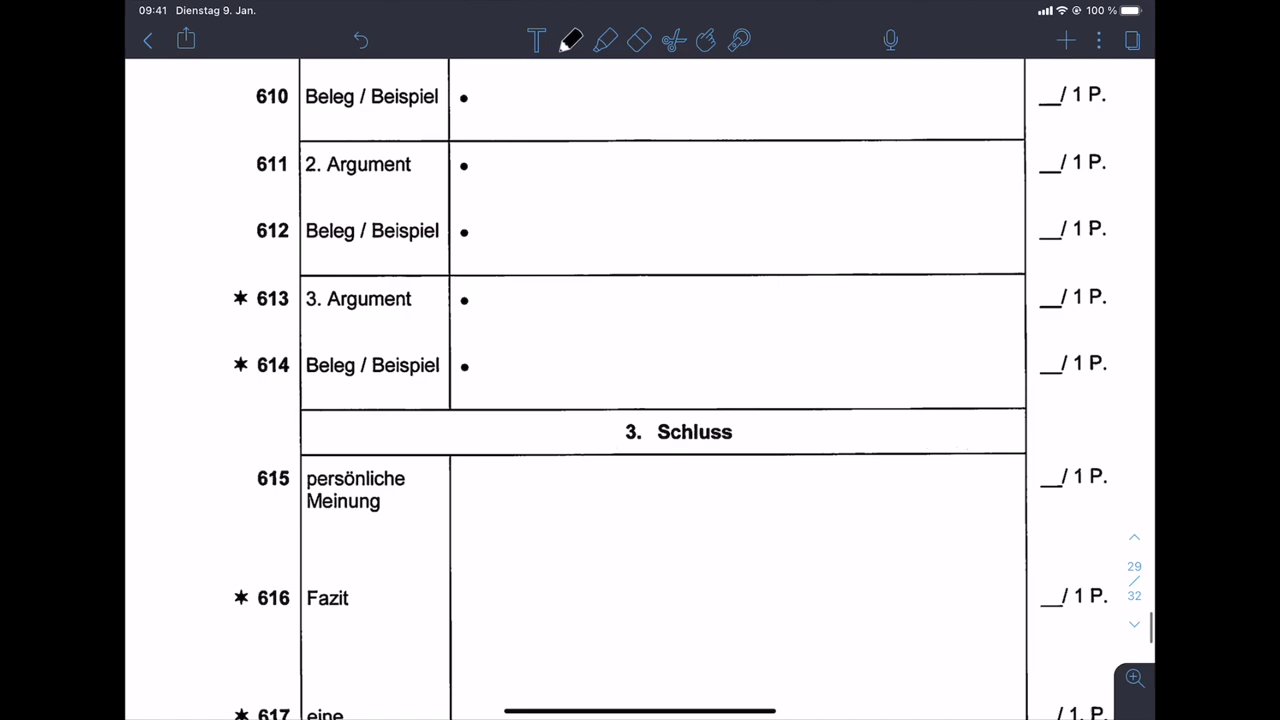 09:41 Dienstag 9. Jan. 100 %
610 Beleg / Beispiel • __/ 1 P.
611 2. Argument • __/ 1 P.
612 Beleg / Beispiel • __/ 1 P.
* 613 3. Argument • __/ 1 P.
* 614 Beleg / Beispiel • __/ 1 P.
3. Schluss
615 persönliche __/ 1 P.
Meinung
29
/
32
* 616 Fazit __/ 1 P.
* 617 eine __/ 1. P.